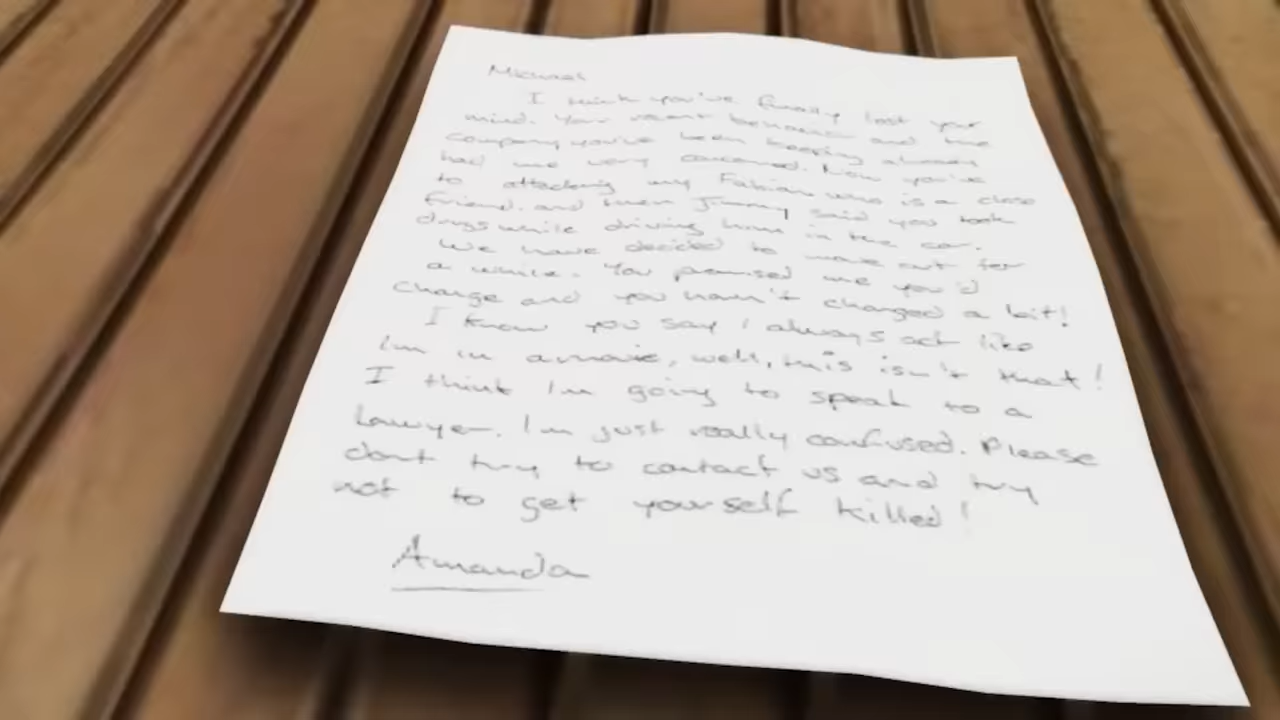 Michael
I think you've finally lost your
mind. Your recent behaviour and the
company you've been keeping already
had me very concerned. Now you've
to attacking my Fabian who is a close
friend. and then Jimmy said you took
drugs while driving home in the car.
We have decided to move out for
a while. You promised me you'd
change and you havn't changed a bit!
I know you say I always act like
I'm in a movie, well, this isn't that!
I think I'm going to speak to a
Lawyer. I'm just really confused. Please
dont try to contact us and try
not to get yourself killed!
Amanda